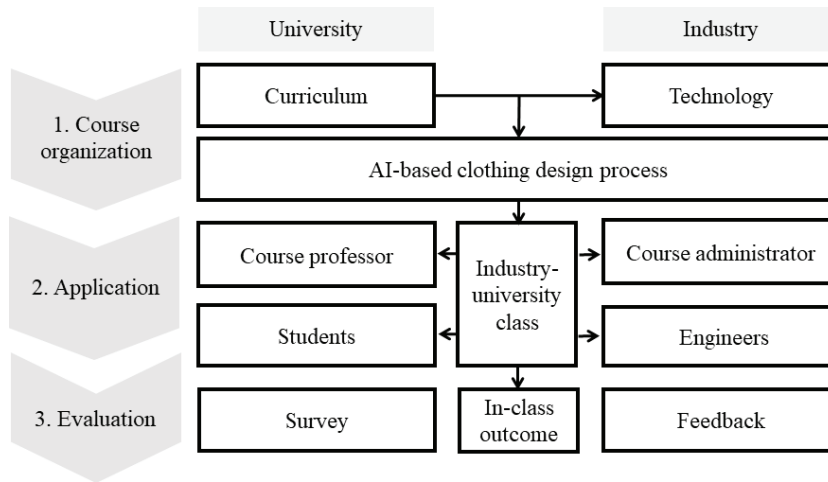 University
Industry
1. Course
organization
Curriculum
Technology
AI-based clothing design process
2. Application
Course professor
Industry-
university
class
Course administrator
Students
Engineers
3. Evaluation
Survey
In-class
outcome
Feedback